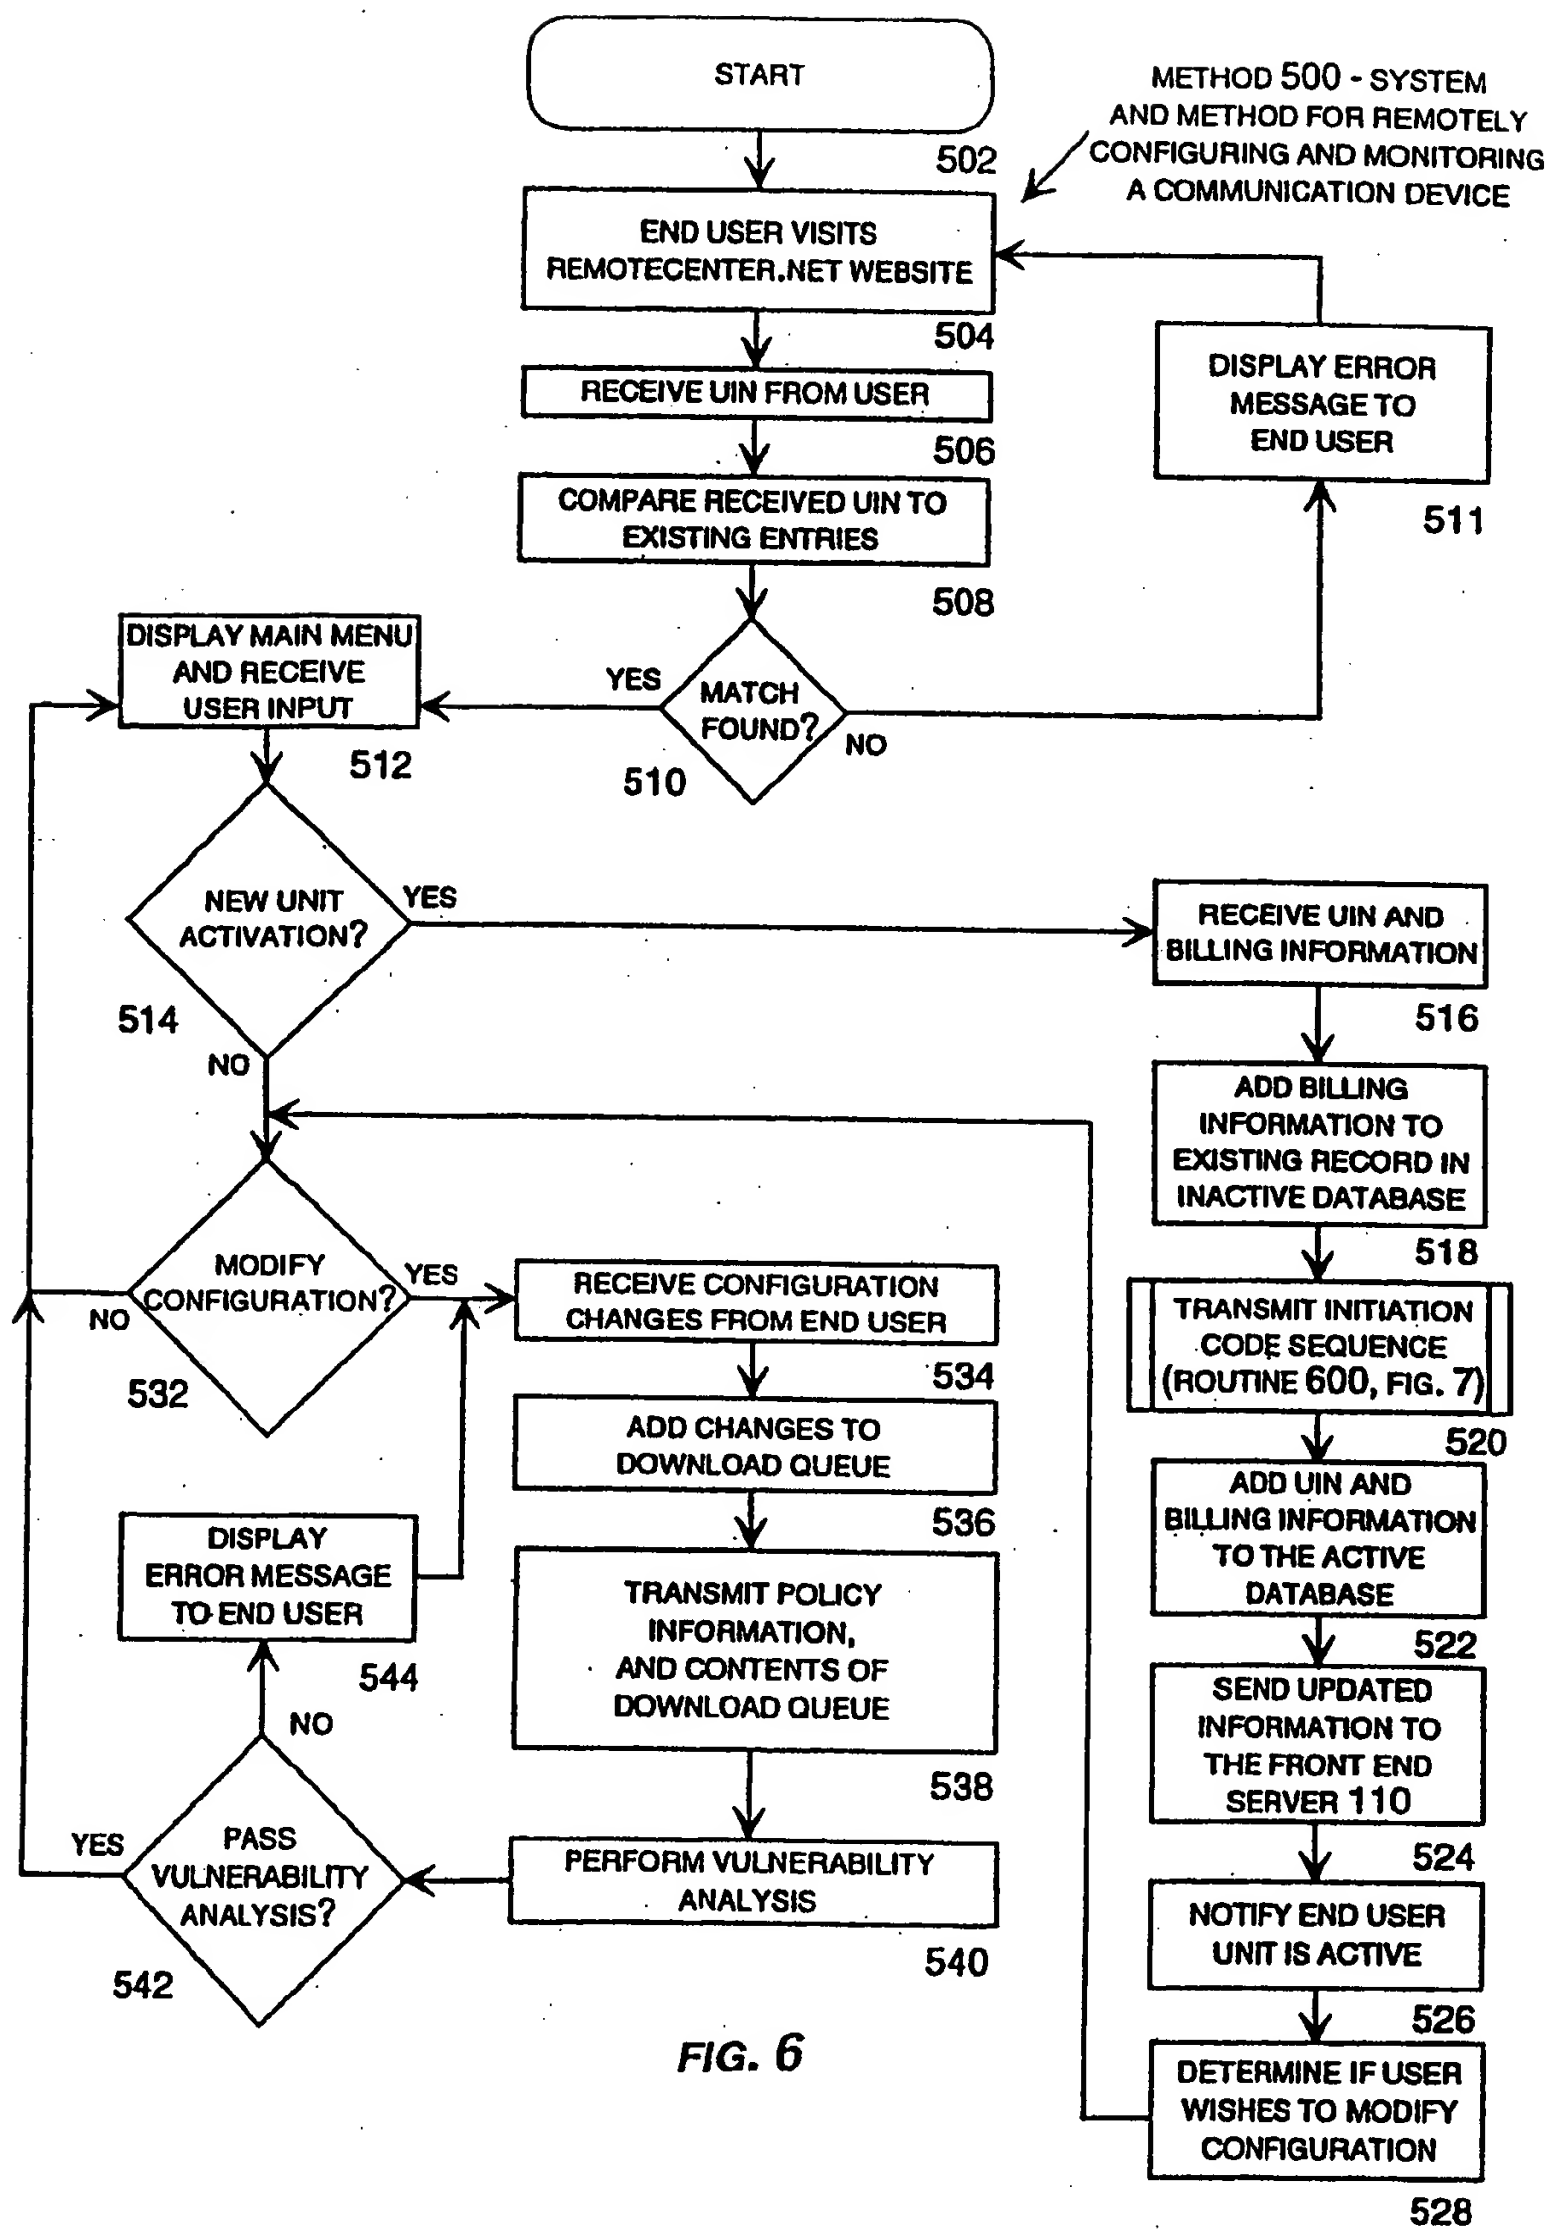 START
METHOD 500 - SYSTEM
AND METHOD FOR REMOTELY
CONFIGURING AND MONITORING
A COMMUNICATION DEVICE
502
END USER VISITS
REMOTECENTER.NET WEBSITE
504
RECEIVE UIN FROM USER
506
COMPARE RECEIVED UIN TO
EXISTING ENTRIES
508
DISPLAY ERROR
MESSAGE TO
END USER
511
MATCH
FOUND?
YES
NO
510
DISPLAY MAIN MENU
AND RECEIVE
USER INPUT
512
NEW UNIT
ACTIVATION?
YES
514
NO
RECEIVE UIN AND
BILLING INFORMATION
516
ADD BILLING
INFORMATION TO
EXISTING RECORD IN
INACTIVE DATABASE
518
TRANSMIT INITIATION
CODE SEQUENCE
(ROUTINE 600, FIG. 7)
520
ADD UIN AND
BILLING INFORMATION
TO THE ACTIVE
DATABASE
522
SEND UPDATED
INFORMATION TO
THE FRONT END
SERVER 110
524
NOTIFY END USER
UNIT IS ACTIVE
526
DETERMINE IF USER
WISHES TO MODIFY
CONFIGURATION
528
MODIFY
CONFIGURATION?
YES
NO
532
RECEIVE CONFIGURATION
CHANGES FROM END USER
534
ADD CHANGES TO
DOWNLOAD QUEUE
536
TRANSMIT POLICY
INFORMATION,
AND CONTENTS OF
DOWNLOAD QUEUE
538
PERFORM VULNERABILITY
ANALYSIS
540
PASS
VULNERABILITY
ANALYSIS?
YES
NO
542
DISPLAY
ERROR MESSAGE
TO END USER
544
FIG. 6